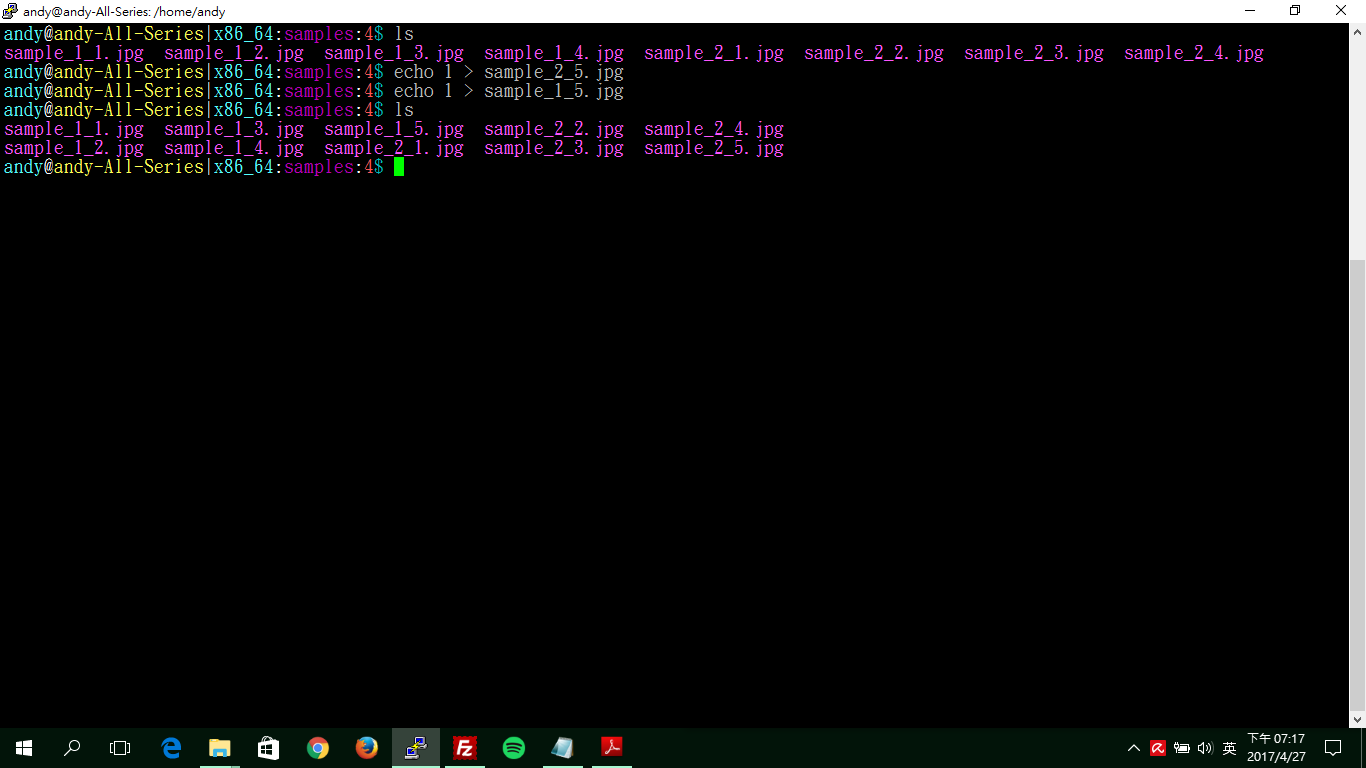 andy@andy-All-Series: /home/andy
andy@andy-All-Series|x86_64:samples:4$ ls
sample_1_1.jpg  sample_1_2.jpg  sample_1_3.jpg  sample_1_4.jpg  sample_2_1.jpg  sample_2_2.jpg  sample_2_3.jpg  sample_2_4.jpg
andy@andy-All-Series|x86_64:samples:4$ echo 1 > sample_2_5.jpg
andy@andy-All-Series|x86_64:samples:4$ echo 1 > sample_1_5.jpg
andy@andy-All-Series|x86_64:samples:4$ ls
sample_1_1.jpg  sample_1_3.jpg  sample_1_5.jpg  sample_2_2.jpg  sample_2_4.jpg
sample_1_2.jpg  sample_1_4.jpg  sample_2_1.jpg  sample_2_3.jpg  sample_2_5.jpg
andy@andy-All-Series|x86_64:samples:4$
Fz
英
下午 07:17
2017/4/27